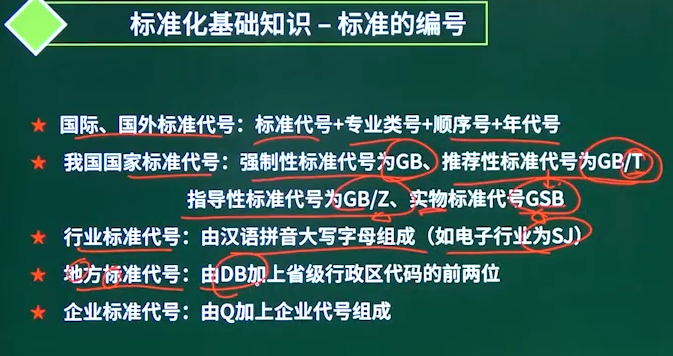 标准化基础知识 – 标准的编号
★ 国际、国外标准代号：标准代号+专业类号+顺序号+年代号
★ 我国国家标准代号：强制性标准代号为GB、推荐性标准代号为GB/T
指导性标准代号为GB/Z、实物标准代号GSB
★ 行业标准代号：由汉语拼音大写字母组成（如电子行业为SJ）
★ 地方标准代号：由DB加上省级行政区代码的前两位
★ 企业标准代号：由Q加上企业代号组成